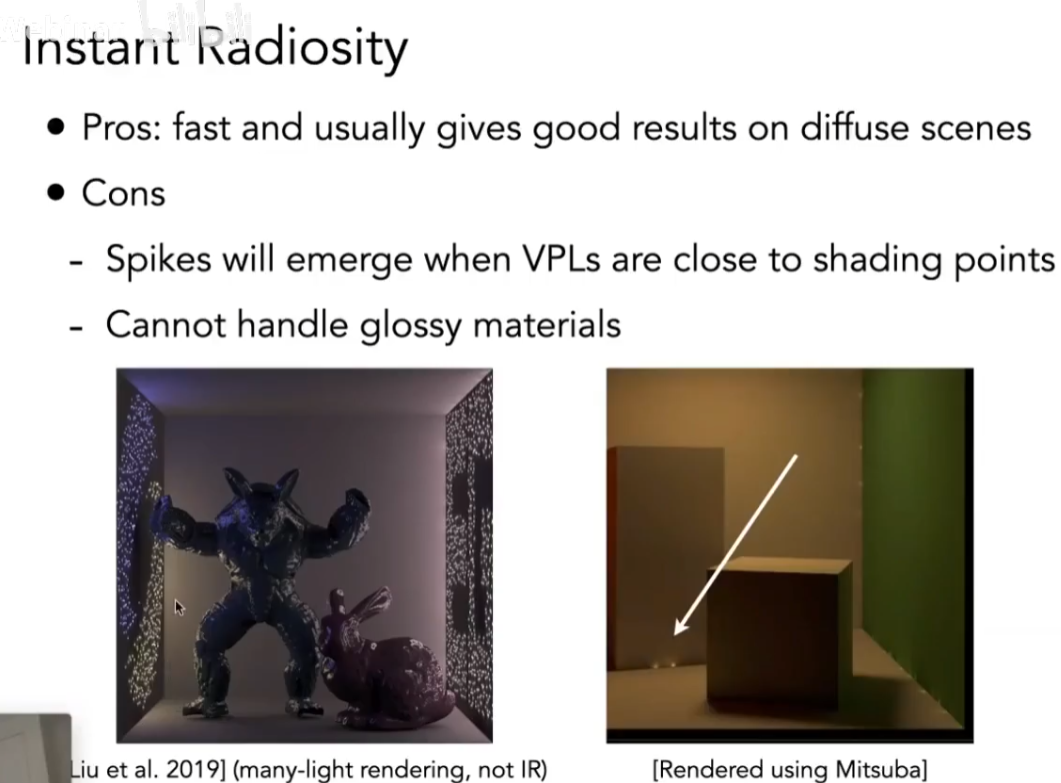 Instant Radiosity
● Pros: fast and usually gives good results on diffuse scenes
● Cons
- Spikes will emerge when VPLs are close to shading points
- Cannot handle glossy materials
Liu et al. 2019] (many-light rendering, not IR)
[Rendered using Mitsuba]